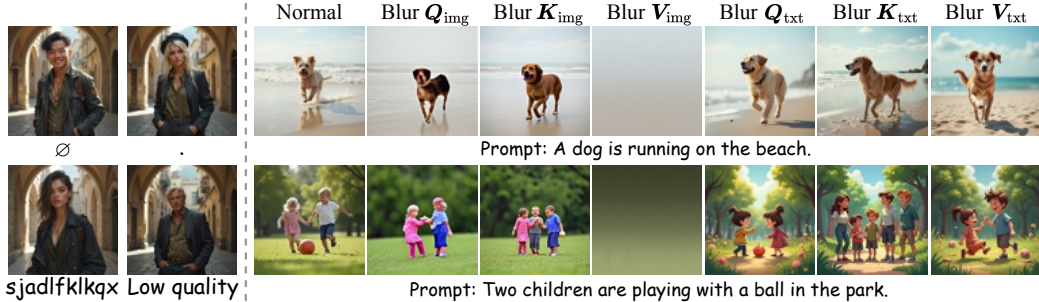 Normal Blur Q_img Blur K_img Blur V_img Blur Q_txt Blur K_txt Blur V_txt
∅ .
Prompt: A dog is running on the beach.
sjadlfklkqx Low quality
Prompt: Two children are playing with a ball in the park.